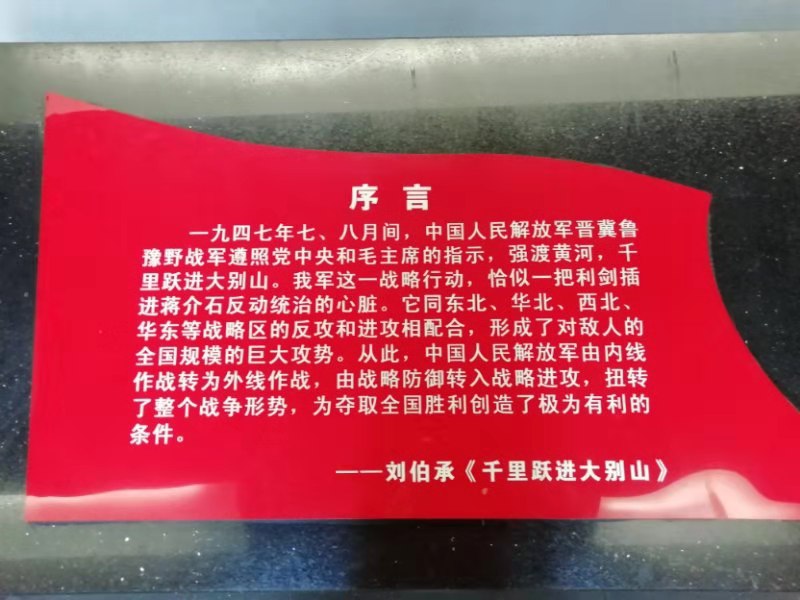 序言
一九四七年七、八月间，中国人民解放军晋冀鲁
豫野战军遵照党中央和毛主席的指示，强渡黄河，千
里跃进大别山。我军这一战略行动，恰似一把利剑插
进蒋介石反动统治的心脏。它同东北、华北、西北、
华东等战略区的反攻和进攻相配合，形成了对敌人的
全国规模的巨大攻势。从此，中国人民解放军由内线
作战转为外线作战，由战略防御转入战略进攻，扭转
了整个战争形势，为夺取全国胜利创造了极为有利的
条件。
——刘伯承《千里跃进大别山》